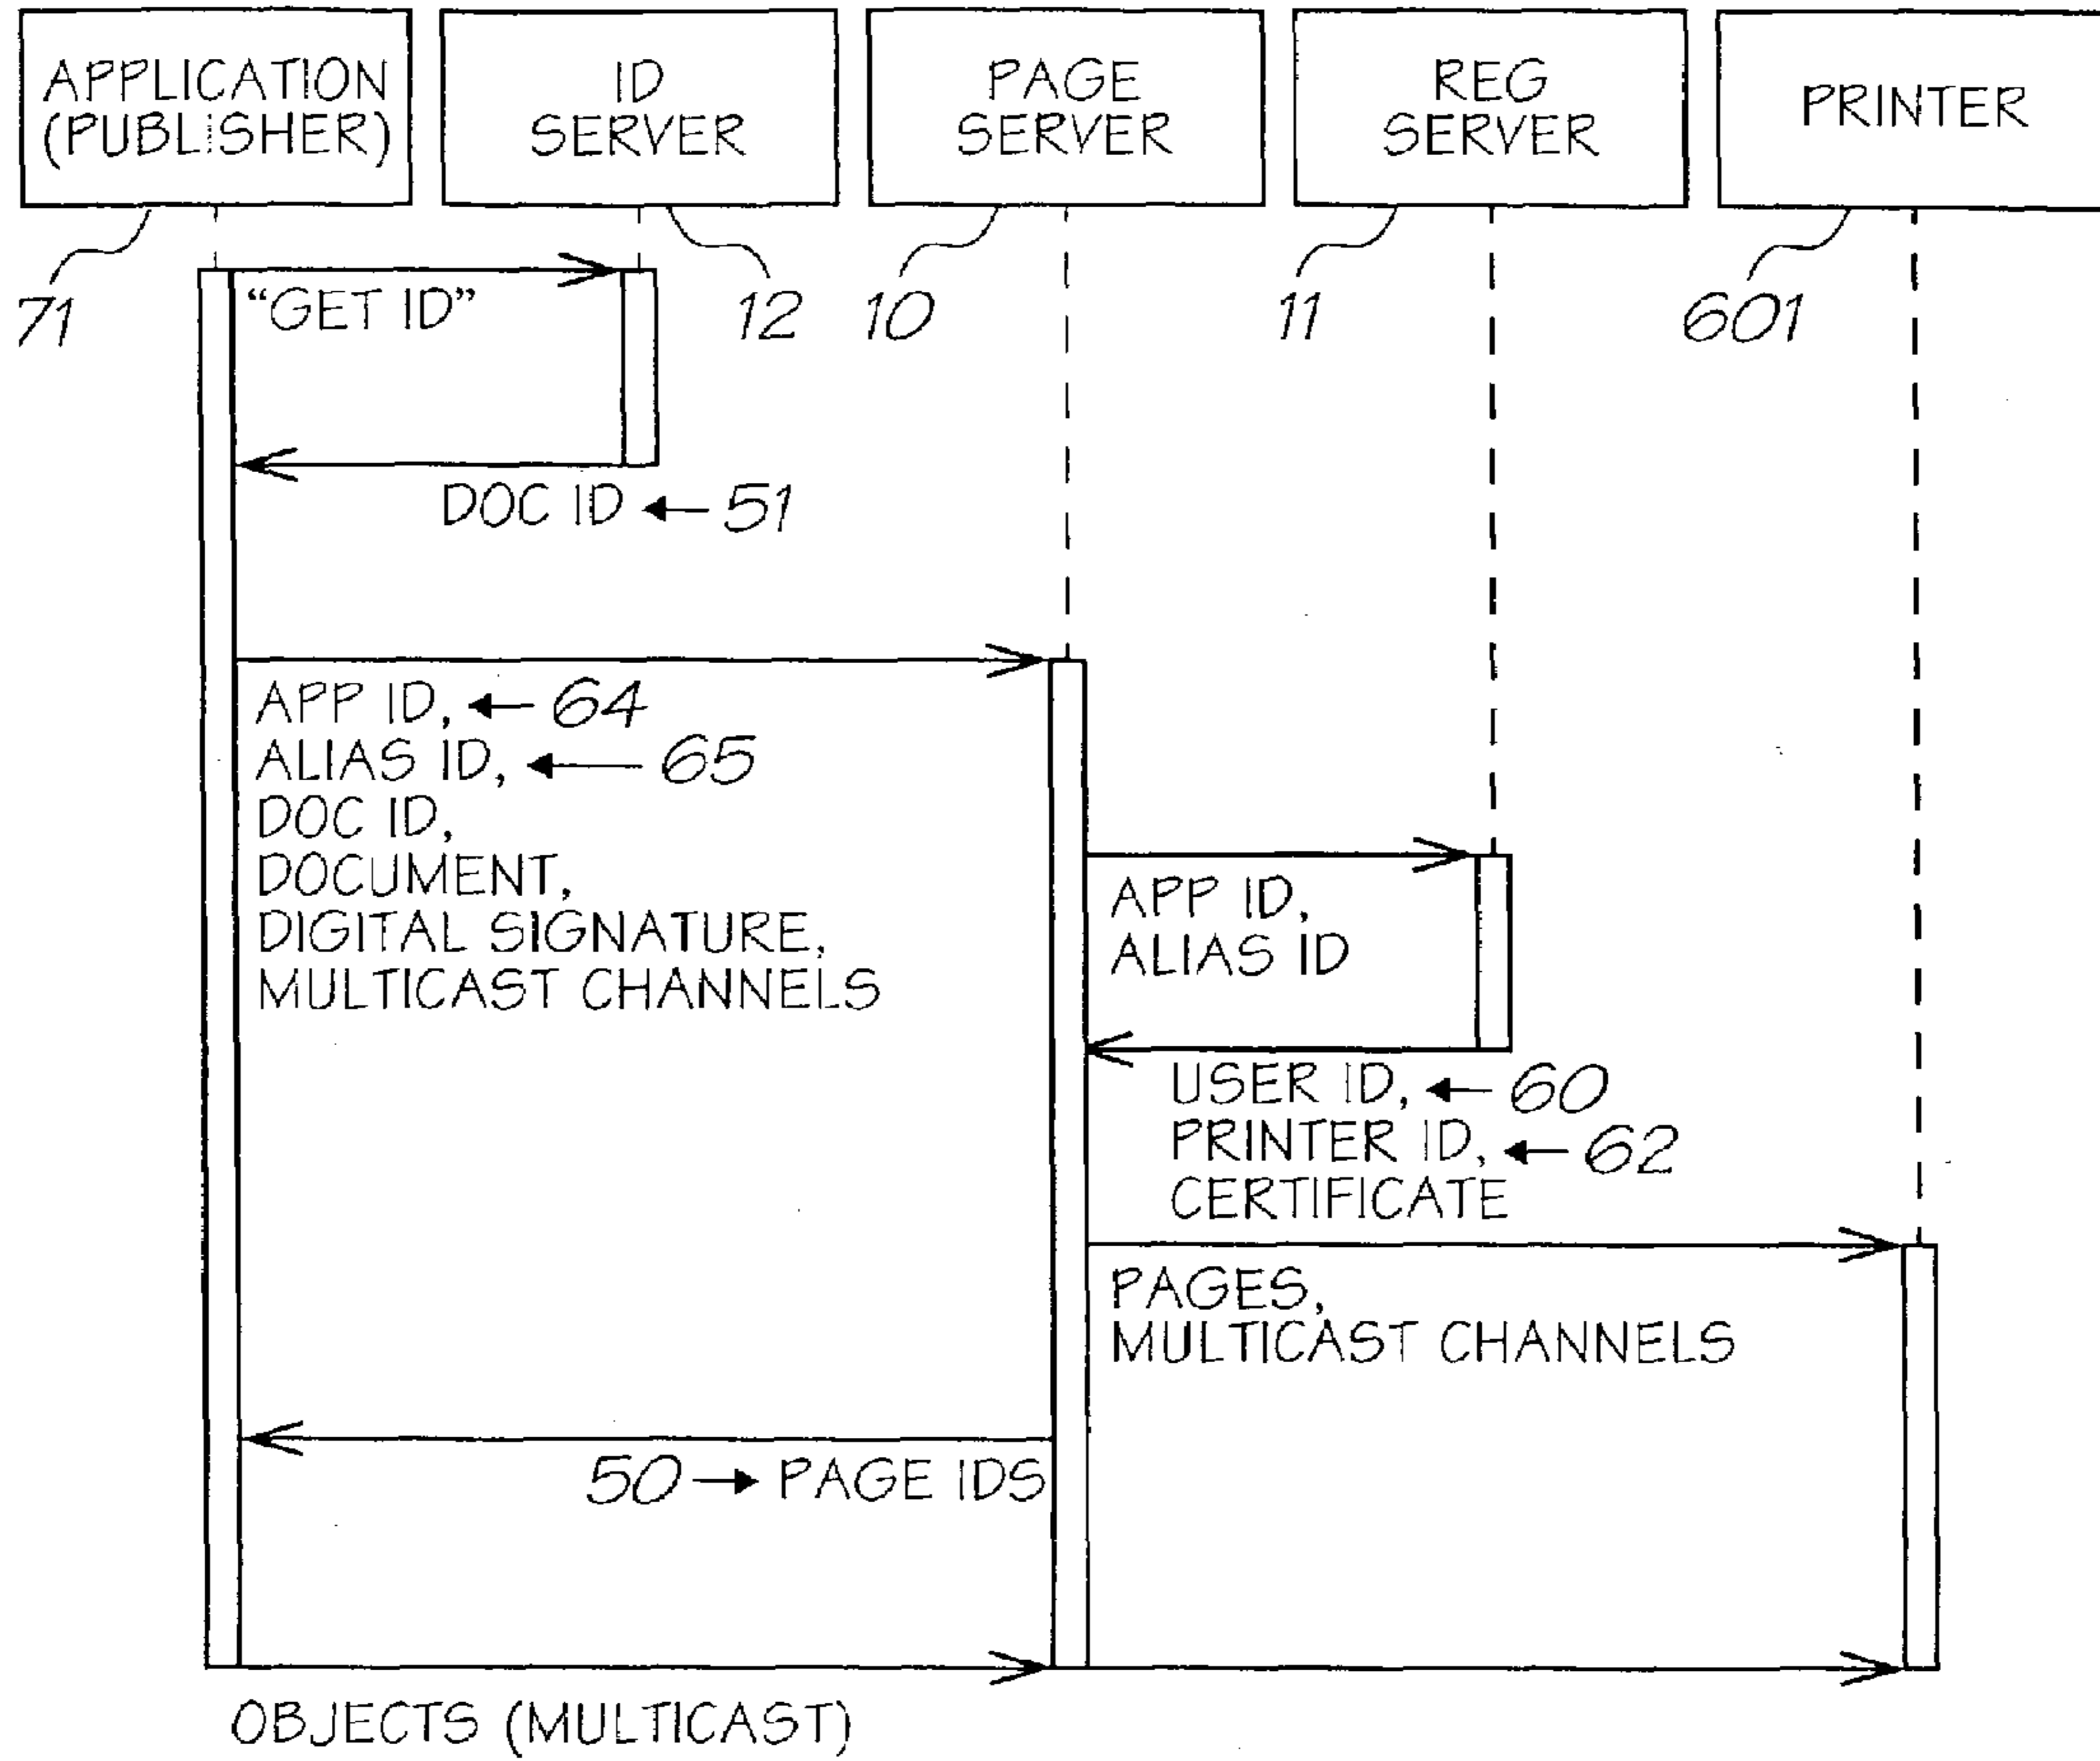 APPLICATION
(PUBLISHER)
ID
SERVER
PAGE
SERVER
REG
SERVER
PRINTER
71
12
10
11
601
“GET ID”
DOC ID 51
APP ID, 64
ALIAS ID, 65
DOC ID,
DOCUMENT,
DIGITAL SIGNATURE,
MULTICAST CHANNELS
APP ID,
ALIAS ID
USER ID, 60
PRINTER ID, 62
CERTIFICATE
PAGES,
MULTICAST CHANNELS
50 PAGE IDS
OBJECTS (MULTICAST)